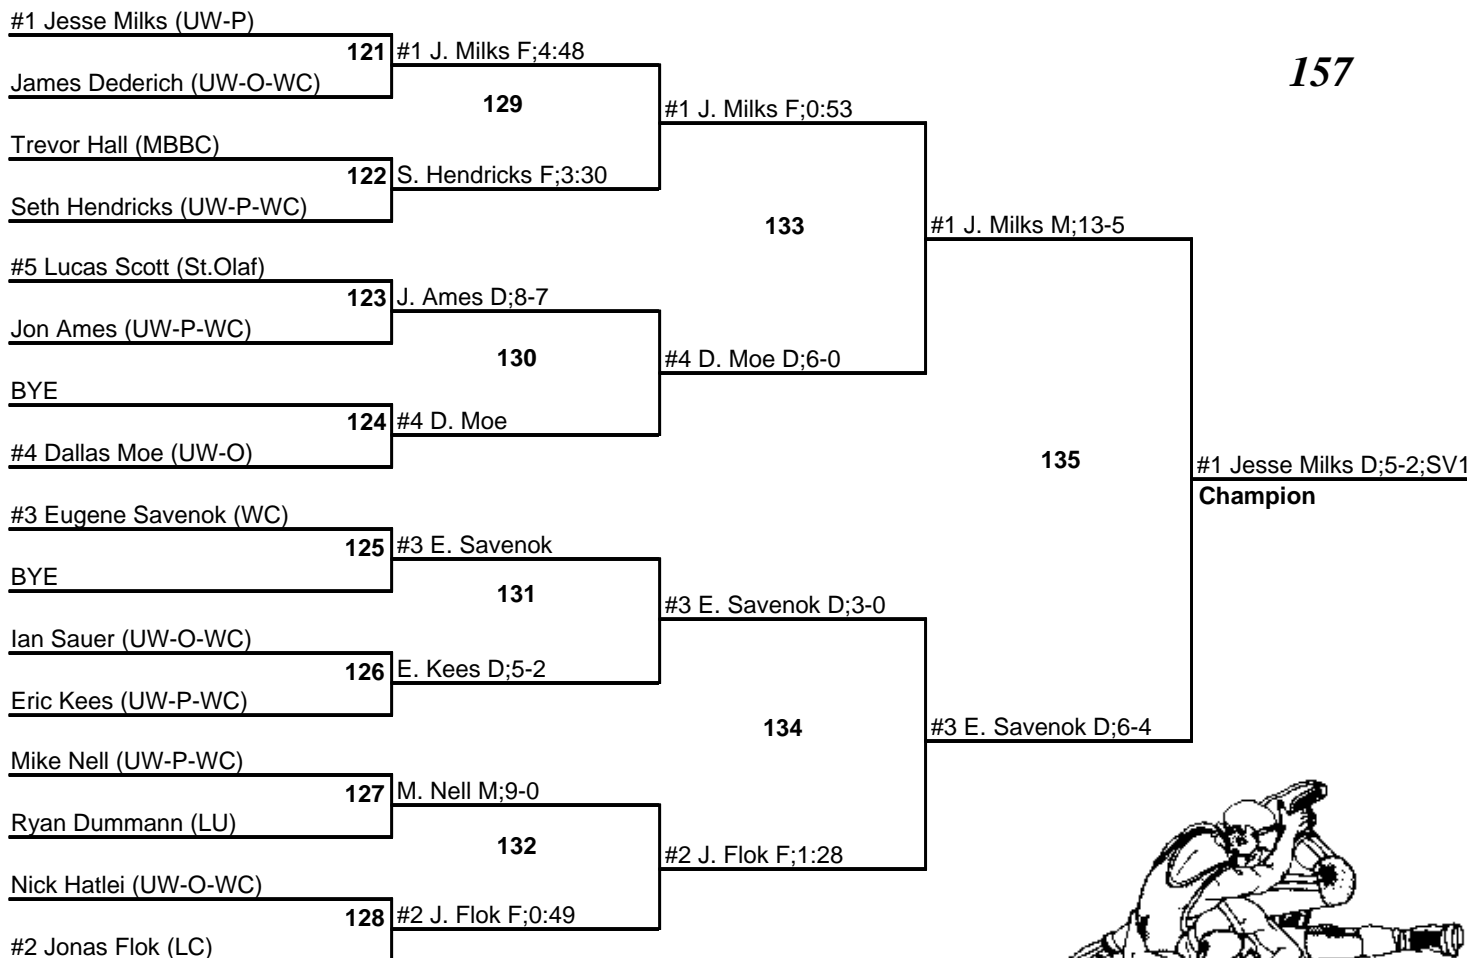 #1 Jesse Milks (UW-P)
121
#1 J. Milks F;4:48
157
James Dederich (UW-O-WC)
129
#1 J. Milks F;0:53
Trevor Hall (MBBC)
122
S. Hendricks F;3:30
Seth Hendricks (UW-P-WC)
133
#1 J. Milks M;13-5
#5 Lucas Scott (St.Olaf)
123
J. Ames D;8-7
Jon Ames (UW-P-WC)
130
#4 D. Moe D;6-0
BYE
124
#4 D. Moe
#4 Dallas Moe (UW-O)
135
#1 Jesse Milks D;5-2;SV1
Champion
#3 Eugene Savenok (WC)
125
#3 E. Savenok
BYE
131
#3 E. Savenok D;3-0
Ian Sauer (UW-O-WC)
126
E. Kees D;5-2
Eric Kees (UW-P-WC)
134
#3 E. Savenok D;6-4
Mike Nell (UW-P-WC)
127
M. Nell M;9-0
Ryan Dummann (LU)
132
#2 J. Flok F;1:28
Nick Hatlei (UW-O-WC)
128
#2 J. Flok F;0:49
#2 Jonas Flok (LC)